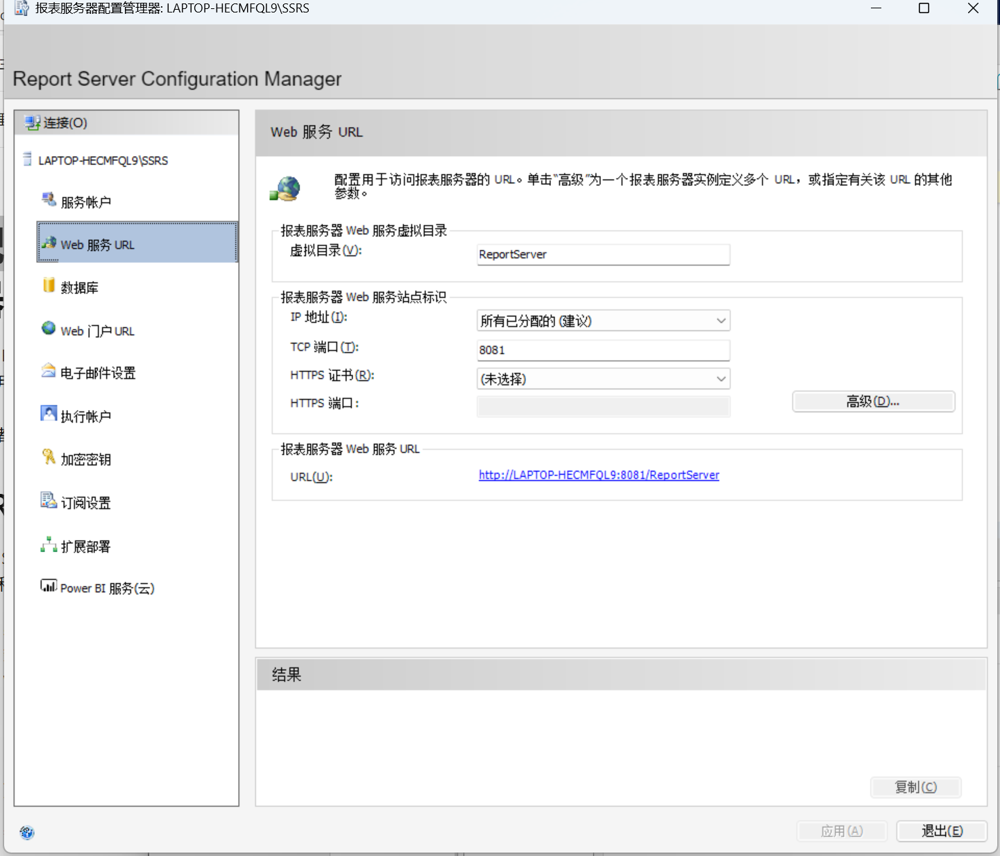 报表服务器配置管理器: LAPTOP-HECMFQL9\SSRS
Report Server Configuration Manager
连接(O)
LAPTOP-HECMFQL9\SSRS
服务帐户
Web 服务 URL
数据库
Web 门户 URL
电子邮件设置
执行帐户
加密密钥
订阅设置
扩展部署
Power BI 服务(云)
Web 服务 URL
配置用于访问报表服务器的 URL。单击“高级”为一个报表服务器实例定义多个 URL，或指定有关该 URL 的其他
参数。
报表服务器 Web 服务虚拟目录
虚拟目录(V): ReportServer
报表服务器 Web 服务站点标识
IP 地址(I): 所有已分配的 (建议)
TCP 端口(T): 8081
HTTPS 证书(R): (未选择)
HTTPS 端口:
高级(D)...
报表服务器 Web 服务 URL
URL(U): http://LAPTOP-HECMFQL9:8081/ReportServer
结果
复制(C)
应用(A) 退出(E)